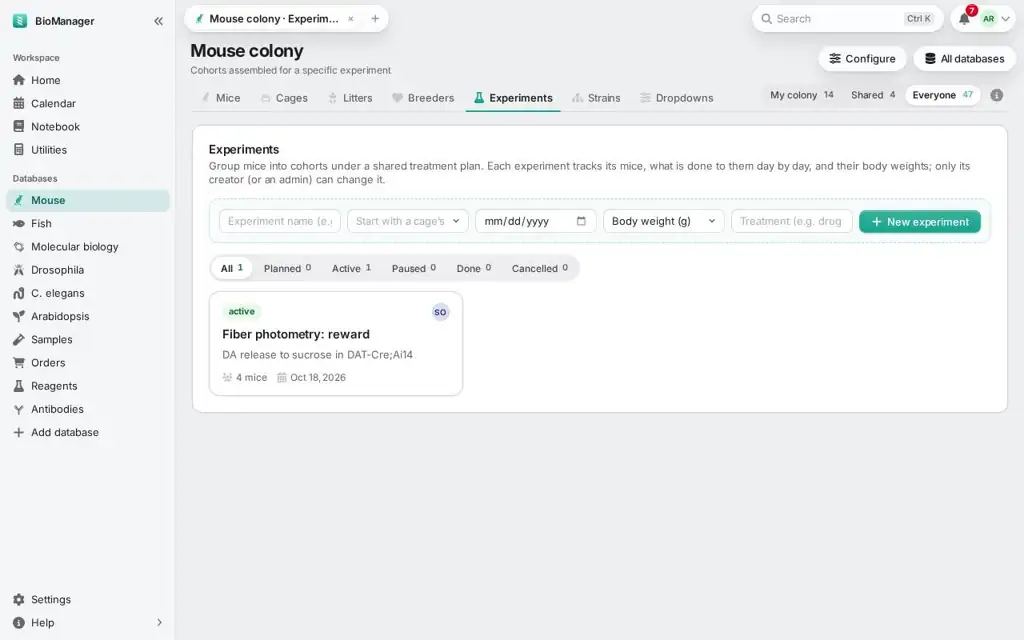 BioManager
Mouse colony · Experim...
Search
Ctrl K
7
AR
Workspace
Home
Calendar
Notebook
Utilities
Databases
Mouse
Fish
Molecular biology
Drosophila
C. elegans
Arabidopsis
Samples
Orders
Reagents
Antibodies
Add database
Settings
Help
Mouse colony
Cohorts assembled for a specific experiment
Configure
All databases
Mice
Cages
Litters
Breeders
Experiments
Strains
Dropdowns
My colony 14
Shared 4
Everyone 47
Experiments
Group mice into cohorts under a shared treatment plan. Each experiment tracks its mice, what is done to them day by day, and their body weights; only its
creator (or an admin) can change it.
Experiment name (e.
Start with a cage's
mm/dd/yyyy
Body weight (g)
Treatment (e.g. drug
New experiment
All 1
Planned 0
Active 1
Paused 0
Done 0
Cancelled 0
active
SO
Fiber photometry: reward
DA release to sucrose in DAT-Cre;Ai14
4 mice
Oct 18, 2026